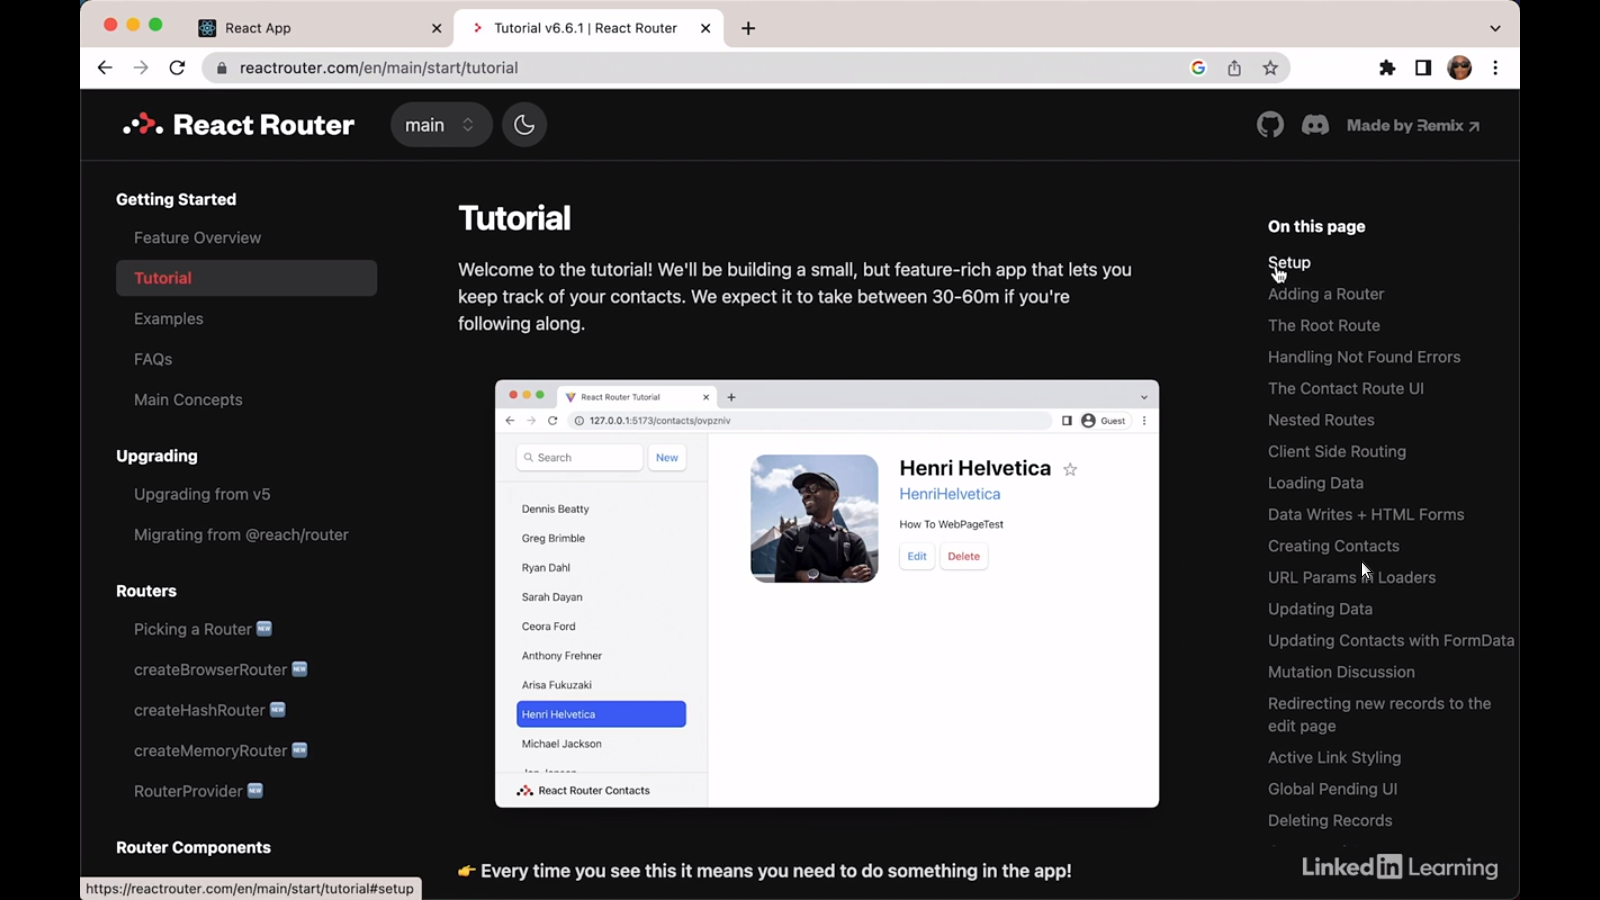 React App
Tutorial v6.6.1 | React Router
reactrouter.com/en/main/start/tutorial
React Router
main
Made by Remix ↗
Getting Started
Feature Overview
Tutorial
Examples
FAQs
Main Concepts
Upgrading
Upgrading from v5
Migrating from @reach/router
Routers
Picking a Router NEW
createBrowserRouter NEW
createHashRouter NEW
createMemoryRouter NEW
RouterProvider NEW
Router Components
Tutorial
Welcome to the tutorial! We'll be building a small, but feature-rich app that lets you
keep track of your contacts. We expect it to take between 30-60m if you're
following along.
React Router Tutorial
127.0.0.1:5173/contacts/ovpzniv
Guest
Search
New
Dennis Beatty
Greg Brimble
Ryan Dahl
Sarah Dayan
Ceora Ford
Anthony Frehner
Arisa Fukuzaki
Henri Helvetica
Michael Jackson
React Router Contacts
Henri Helvetica
HenriHelvetica
How To WebPageTest
Edit
Delete
👉 Every time you see this it means you need to do something in the app!
On this page
Setup
Adding a Router
The Root Route
Handling Not Found Errors
The Contact Route UI
Nested Routes
Client Side Routing
Loading Data
Data Writes + HTML Forms
Creating Contacts
URL Params in Loaders
Updating Data
Updating Contacts with FormData
Mutation Discussion
Redirecting new records to the
edit page
Active Link Styling
Global Pending UI
Deleting Records
LinkedIn Learning
https://reactrouter.com/en/main/start/tutorial#setup